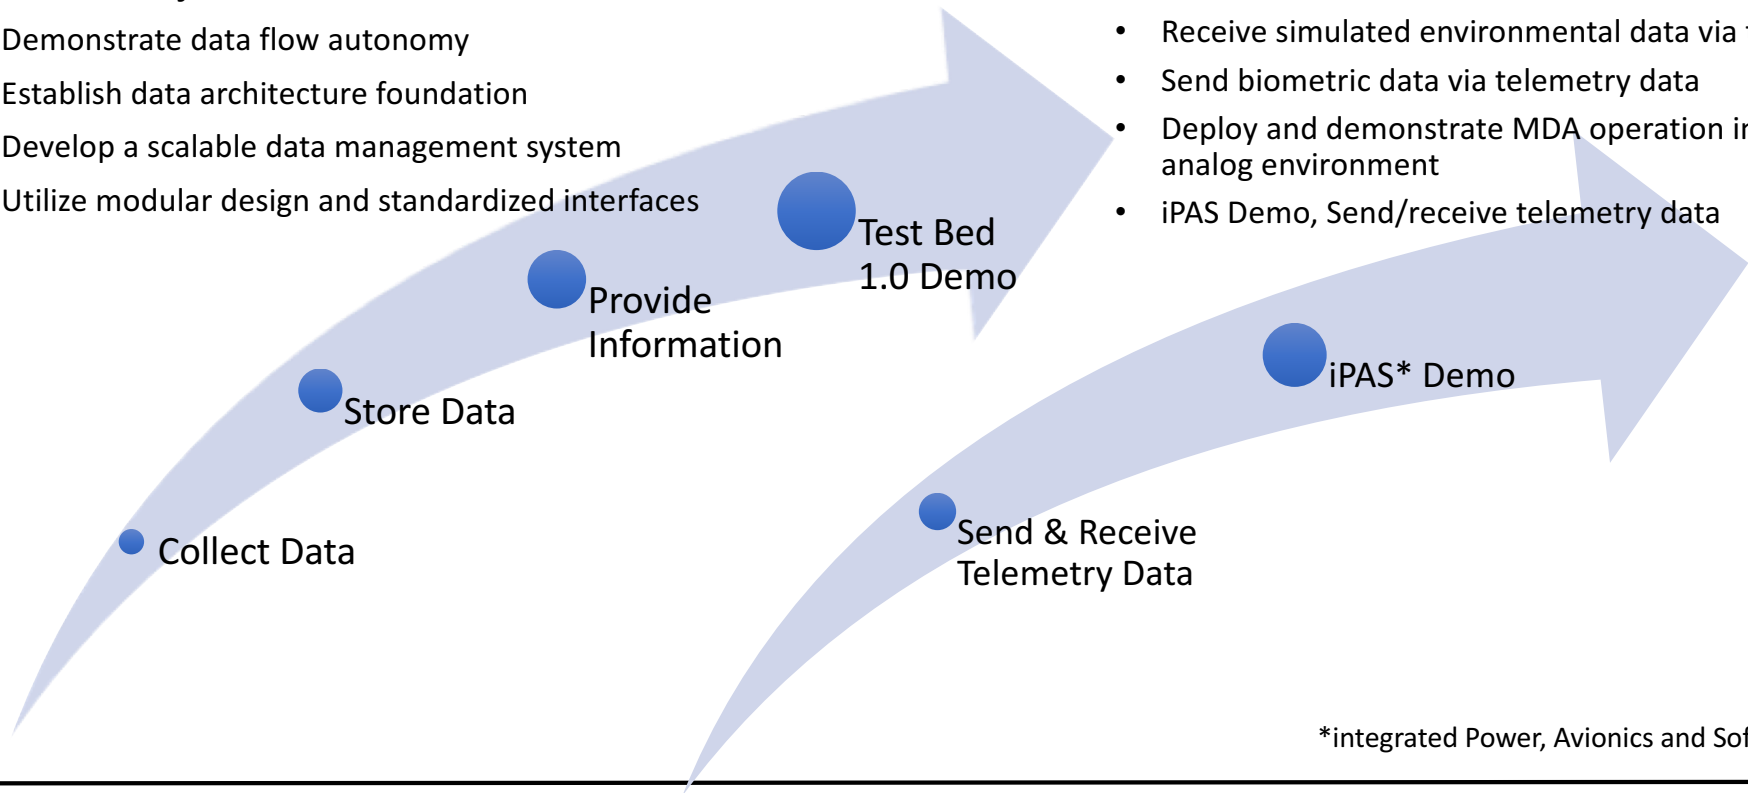 Demonstrate data flow autonomy
Establish data architecture foundation
Develop a scalable data management system
Utilize modular design and standardized interfaces
• Receive simulated environmental data via
• Send biometric data via telemetry data
• Deploy and demonstrate MDA operation in
analog environment
• iPAS Demo, Send/receive telemetry data
Test Bed
1.0 Demo
Provide
Information
Store Data
Collect Data
iPAS* Demo
Send & Receive
Telemetry Data
*integrated Power, Avionics and